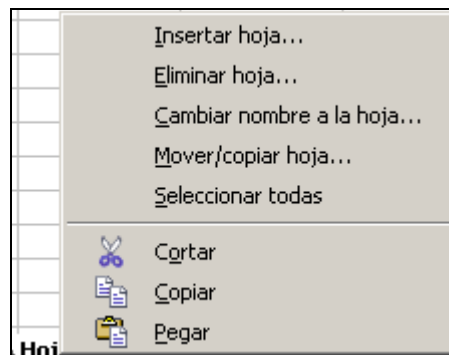 Insertar hoja...
Eliminar hoja...
Cambiar nombre a la hoja...
Mover/copiar hoja...
Seleccionar todas
Cortar
Copiar
Pegar